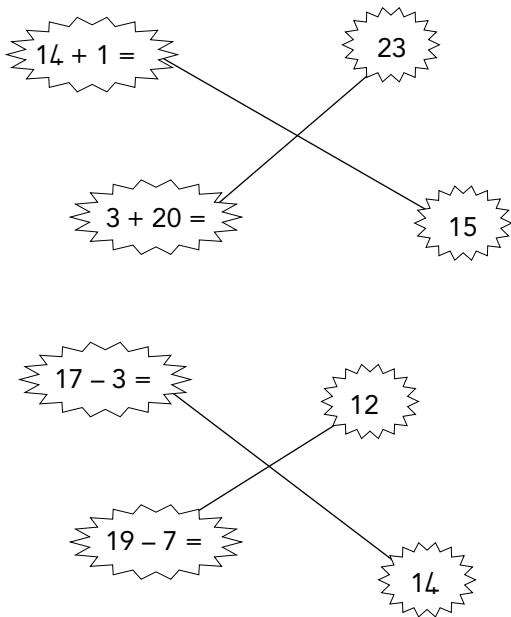 14 + 1 =
23
3 + 20 =
15
17 – 3 =
12
19 – 7 =
14